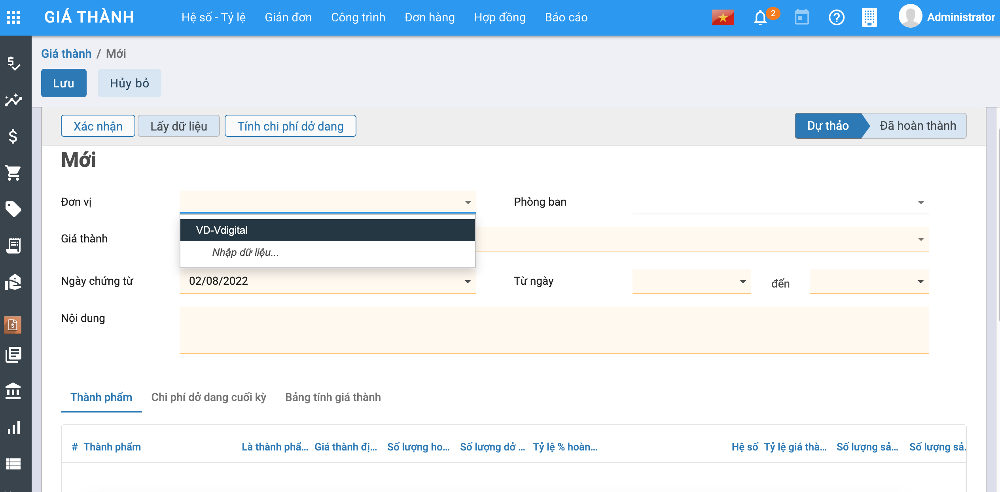 GIÁ THÀNH Hệ số - Tỷ lệ Giản đơn Công trình Đơn hàng Hợp đồng Báo cáo 2 Administrator
Giá thành / Mới
Lưu Hủy bỏ
Xác nhận Lấy dữ liệu Tính chi phí dở dang Dự thảo Đã hoàn thành
Mới
Đơn vị Phòng ban
VD-Vdigital
Giá thành
Nhập dữ liệu...
Ngày chứng từ 02/08/2022 Từ ngày đến
Nội dung
Thành phẩm Chi phí dở dang cuối kỳ Bảng tính giá thành
# Thành phẩm Là thành phẩ... Giá thành đị... Số lượng ho... Số lượng dở ... Tỷ lệ % hoàn... Hệ số Tỷ lệ giá thà... Số lượng sả... Số lượng sả.